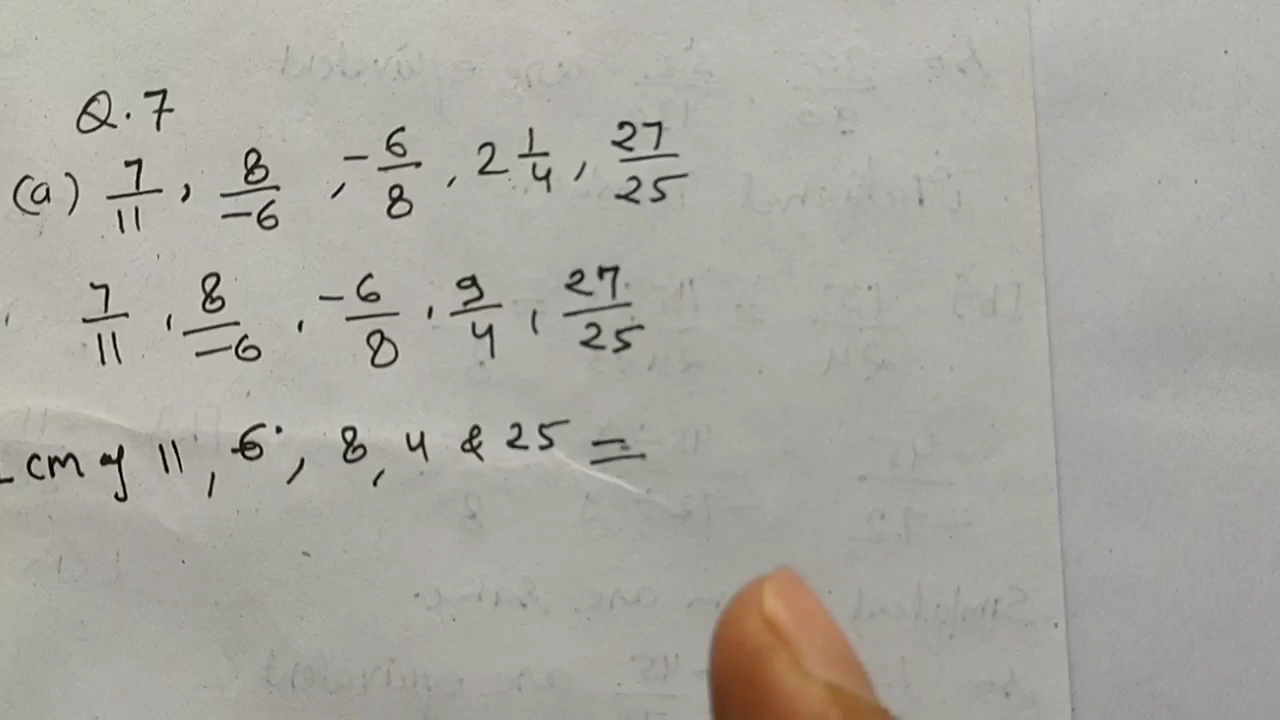 Q.7
(a) 7/11, 8/-6, -6/8, 2 1/4, 27/25
7/11, 8/-6, -6/8, 9/4, 27/25
Lcm of 11, 6, 8, 4 & 25 =